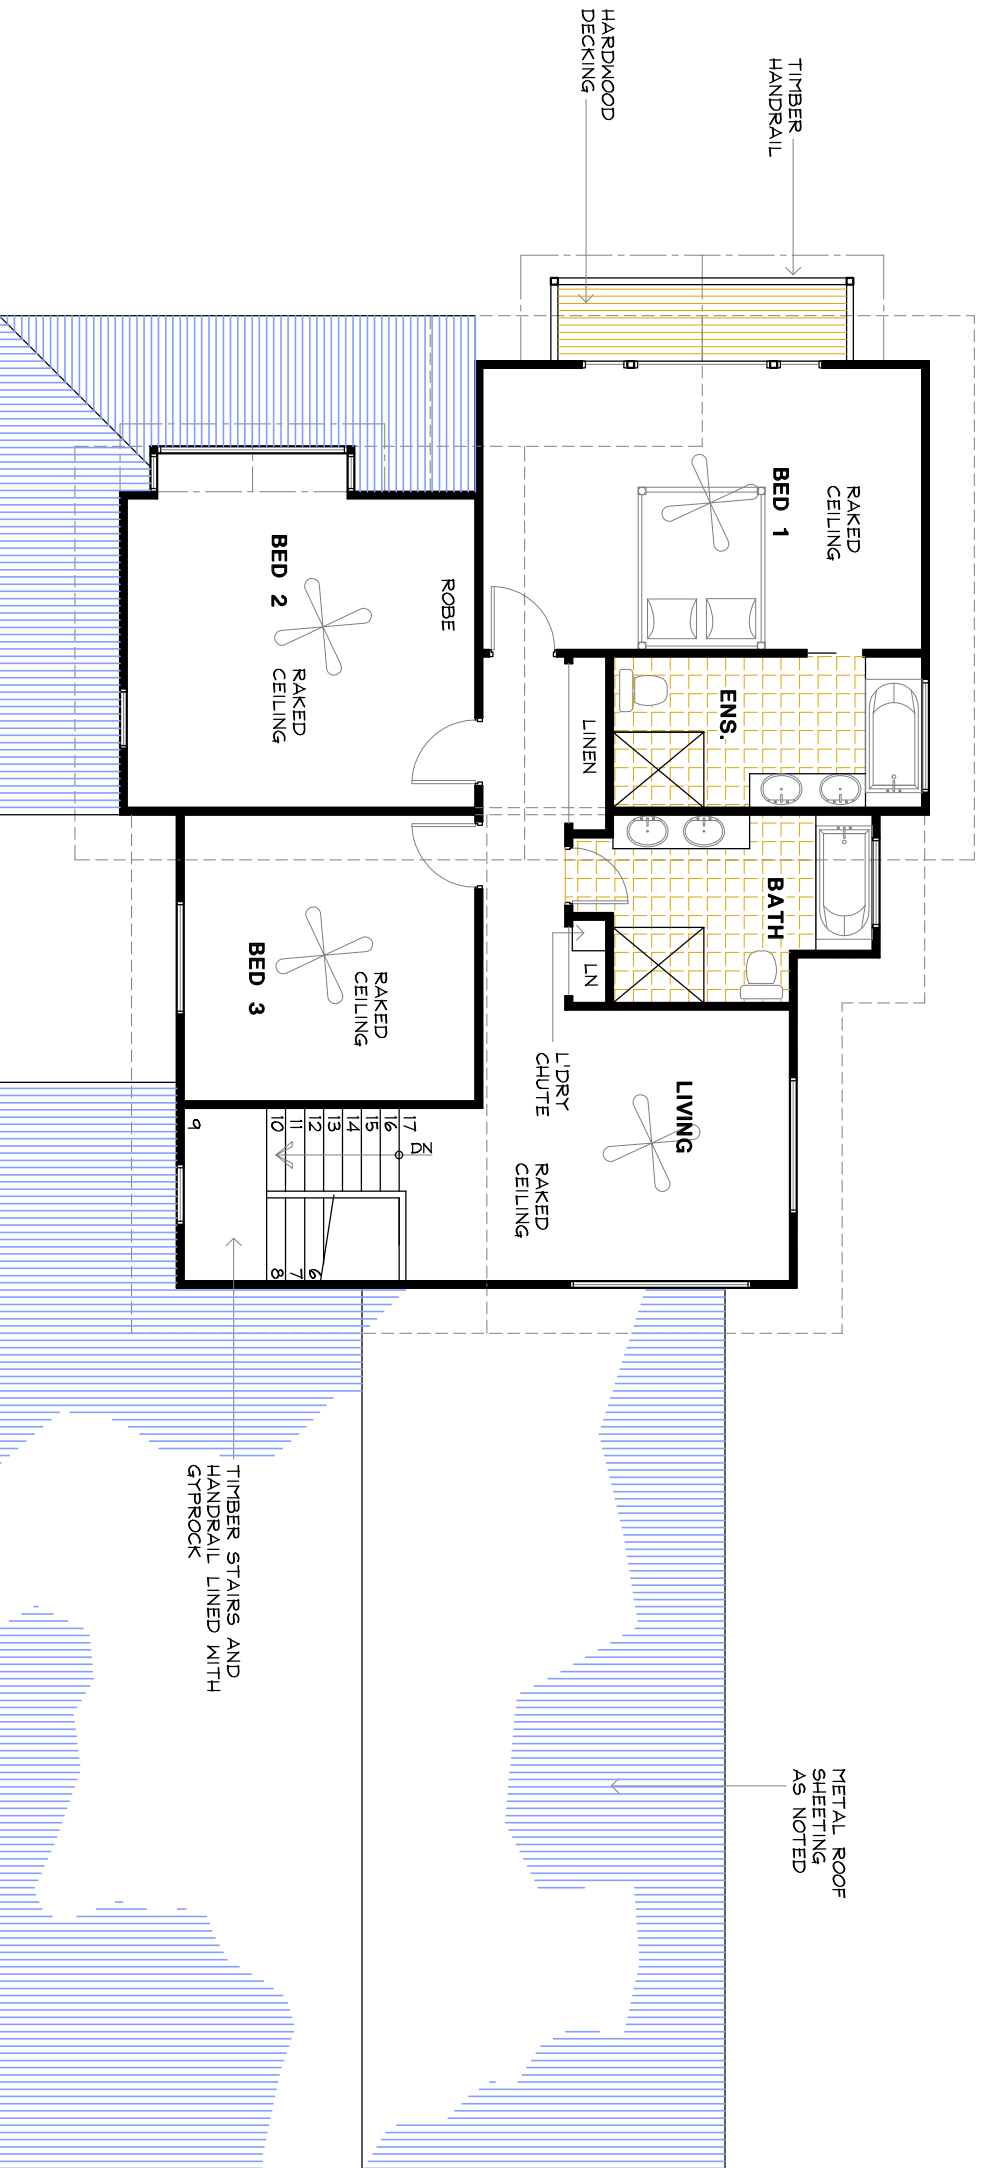 HARDWOOD
DECKING
TIMBER
HANDRAIL
BED 1
RAKED
CEILING
BED 2
RAKED
CEILING
ROBE
ENS.
LINEN
BATH
LN
BED 3
RAKED
CEILING
L'DRY
CHUTE
LIVING
RAKED
CEILING
DN
17
16
15
14
13
12
11
10
9
8
7
6
TIMBER STAIRS AND
HANDRAIL LINED WITH
GYPROCK
METAL ROOF
SHEETING
AS NOTED